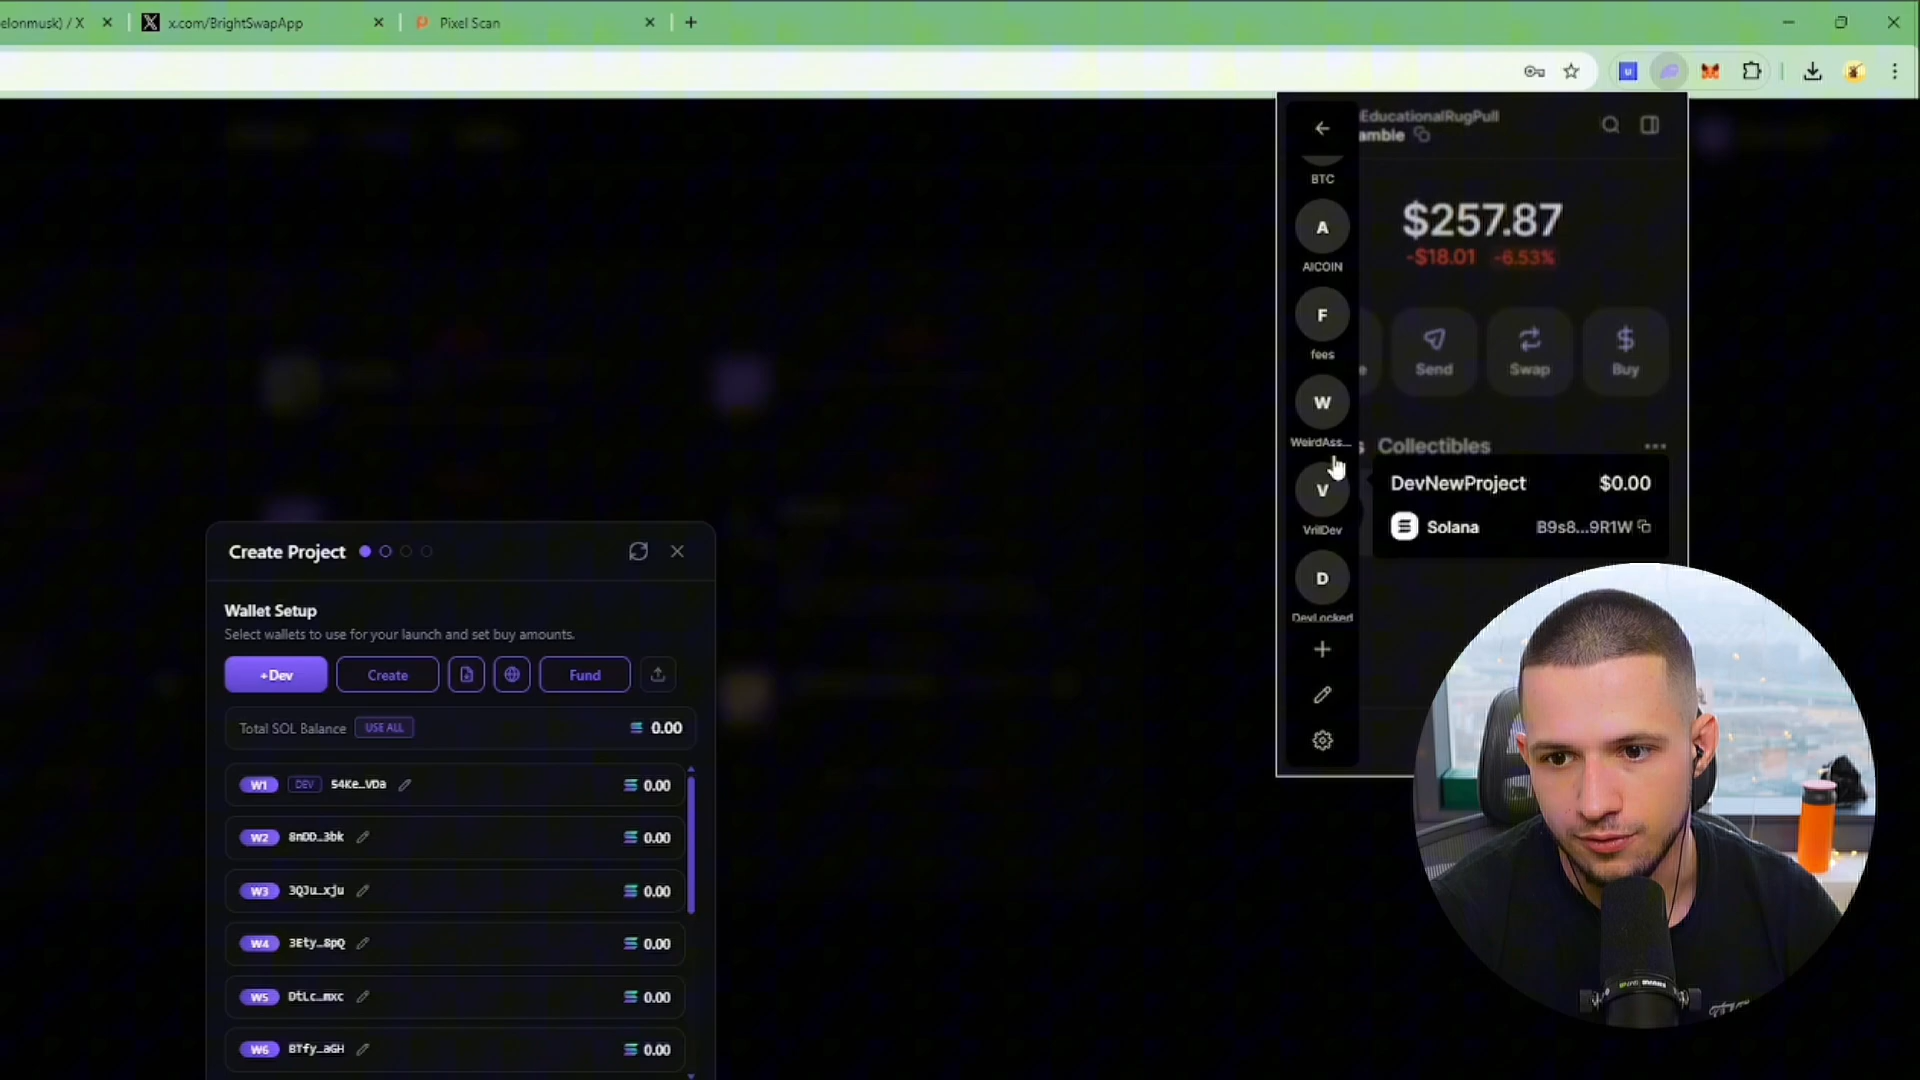 elonmusk) / X
x.com/BrightSwapApp
Pixel Scan
EducationalRugPull
amble
BTC
$257.87
-$18.01 -6.53%
A
AICOIN
F
fees
Send
Swap
Buy
W
WeirdAss...
Collectibles
V
VrilDev
DevNewProject
$0.00
Solana
B9s8...9R1W
D
DevLocked
Create Project
Wallet Setup
Select wallets to use for your launch and set buy amounts.
+Dev
Create
Fund
Total SOL Balance
USE ALL
0.00
W1 DEV 54Ke…VDa 0.00
W2 8nDD…3bk 0.00
W3 3QJu…xju 0.00
W4 3Ety…8pQ 0.00
W5 DtLc…mxc 0.00
W6 BTfy…aGH 0.00